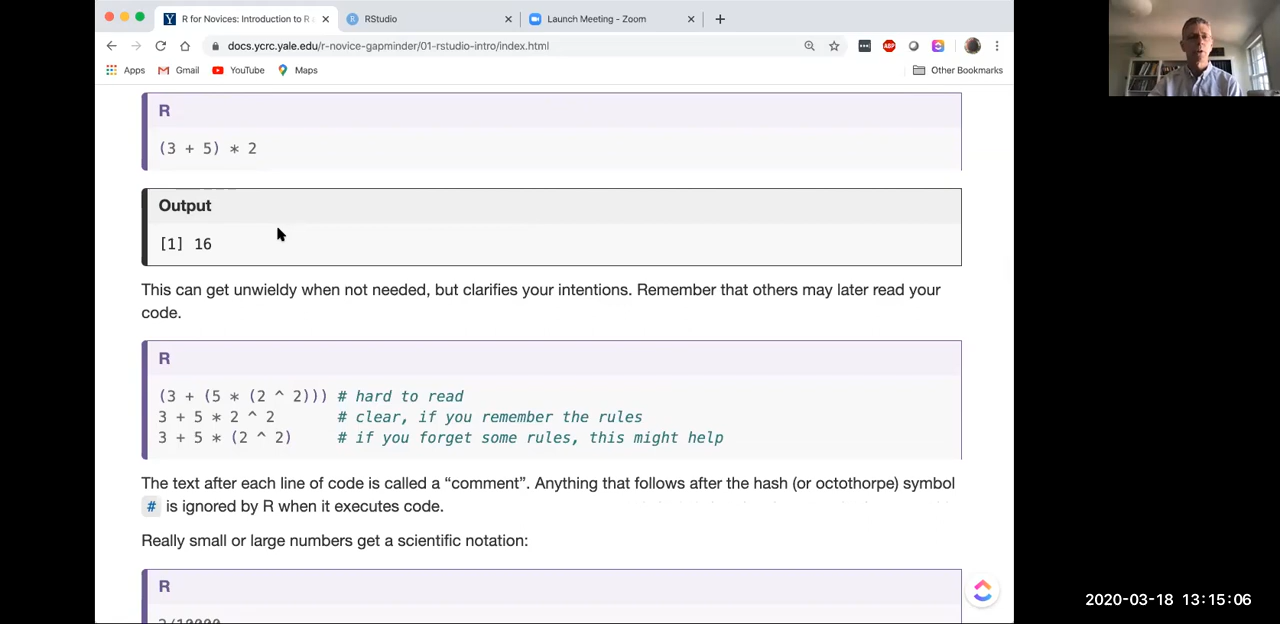 R for Novices: Introduction to R a
RStudio
Launch Meeting - Zoom
docs.ycrc.yale.edu/r-novice-gapminder/01-rstudio-intro/index.html
ABP
Apps
Gmail
YouTube
Maps
Other Bookmarks
R
(3 + 5) * 2
Output
[1] 16
This can get unwieldy when not needed, but clarifies your intentions. Remember that others may later read your
code.
R
(3 + (5 * (2 ^ 2))) # hard to read
3 + 5 * 2 ^ 2 # clear, if you remember the rules
3 + 5 * (2 ^ 2) # if you forget some rules, this might help
The text after each line of code is called a “comment”. Anything that follows after the hash (or octothorpe) symbol
# is ignored by R when it executes code.
Really small or large numbers get a scientific notation:
R
2/10000
2020-03-18 13:15:06